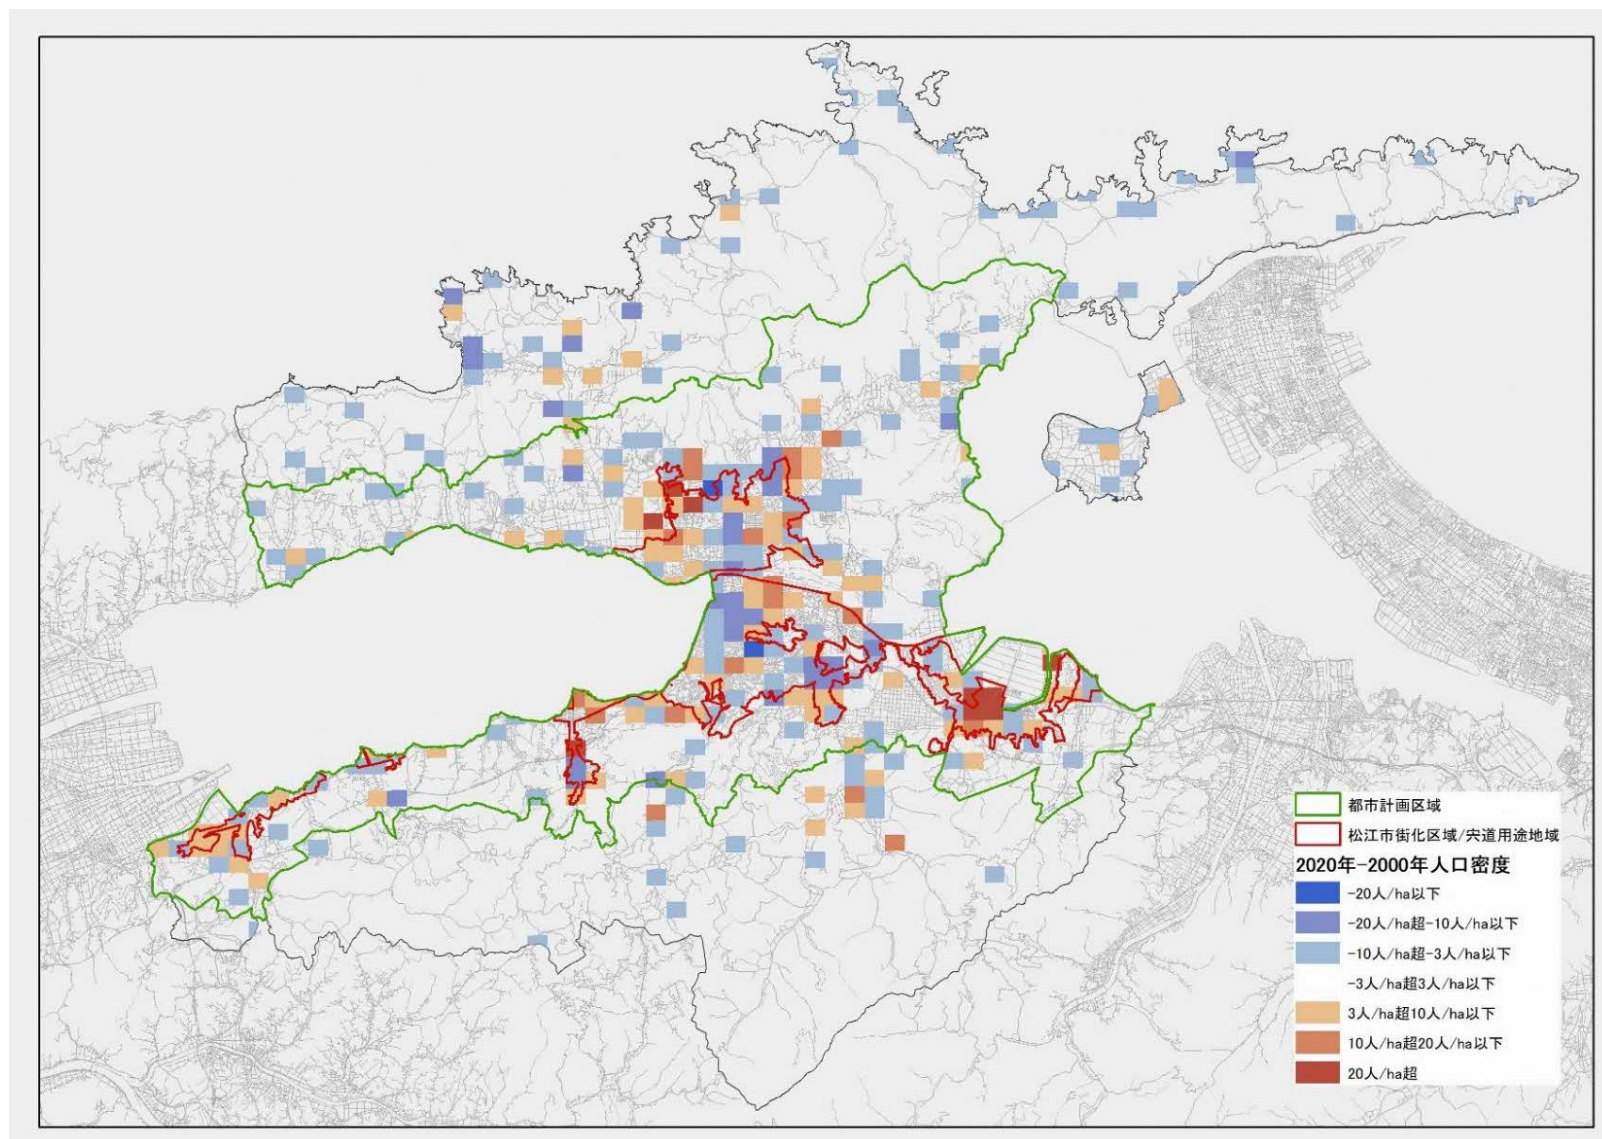 都市計画区域
松江市街化区域/宍道用途地域
2020年-2000年人口密度
-20人/ha以下
-20人/ha超-10人/ha以下
-10人/ha超-3人/ha以下
-3人/ha超3人/ha以下
3人/ha超10人/ha以下
10人/ha超20人/ha以下
20人/ha超